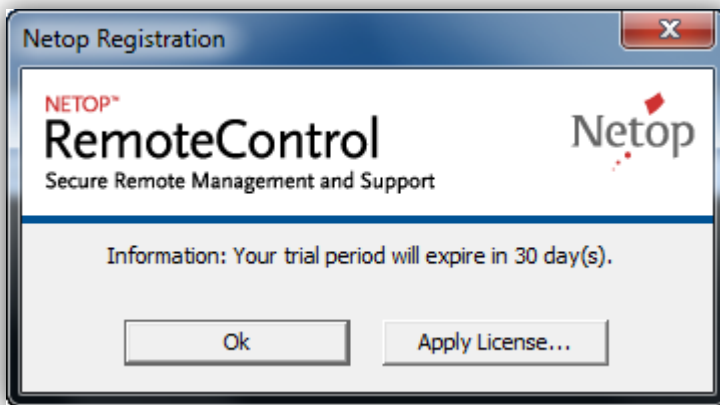 Netop Registration
NETOP™
RemoteControl
Secure Remote Management and Support
Netop
Information: Your trial period will expire in 30 day(s).
Ok
Apply License...